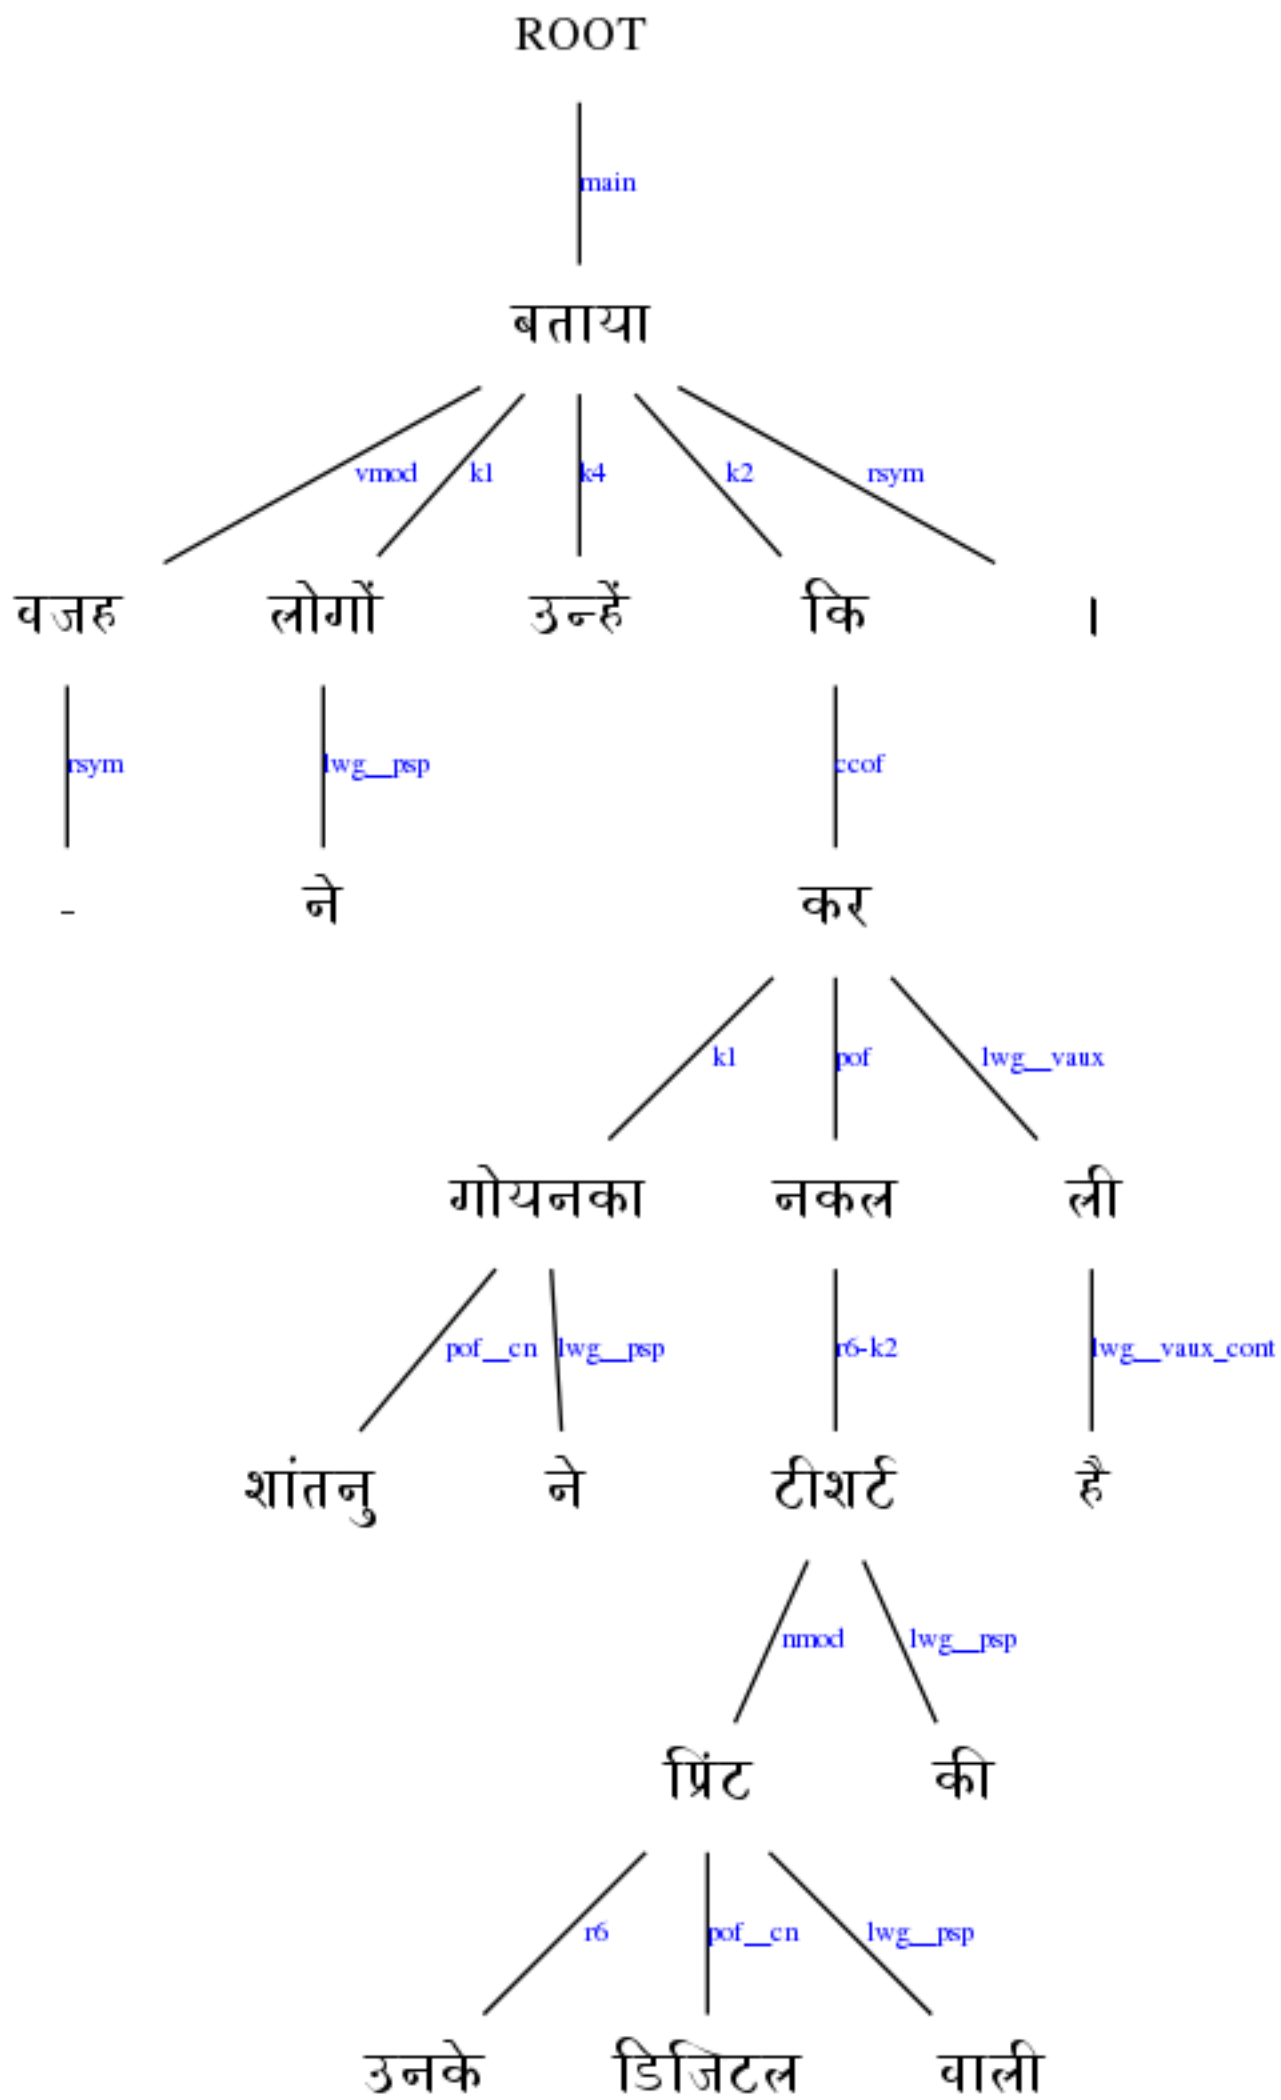 ROOT
main
बताया
vmod k1 k4 k2 rsym
वजह लोगों उन्हें कि ।
rsym lwg__psp ccof
- ने कर
k1 pof lwg__vaux
गोयनका नकल ली
pof__cn lwg__psp r6-k2 lwg__vaux_cont
शांतनु ने टीशर्ट है
nmod lwg__psp
प्रिंट की
r6 pof__cn lwg__psp
उनके डिजिटल वाली